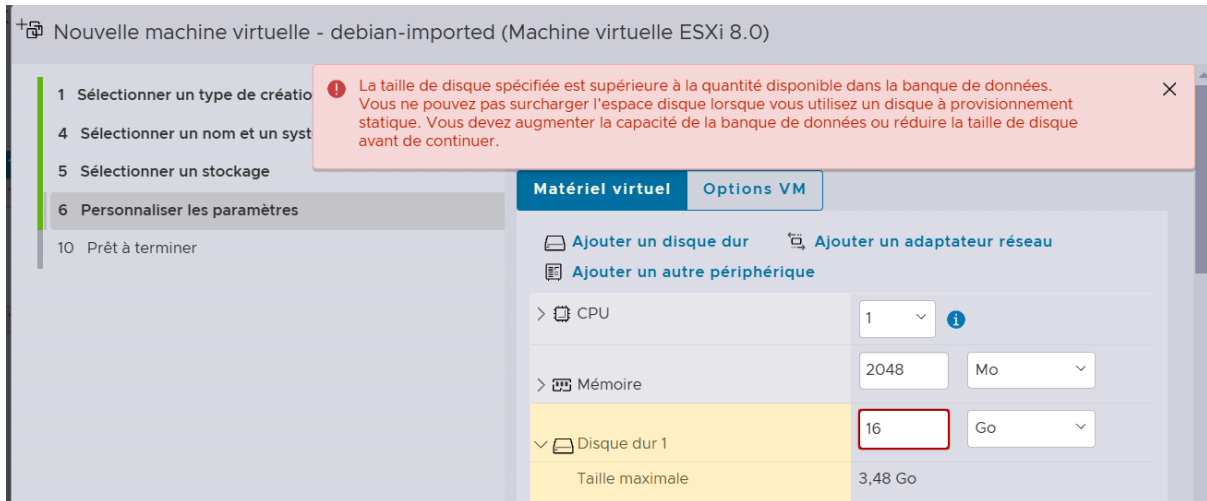 Nouvelle machine virtuelle - debian-imported (Machine virtuelle ESXi 8.0)
La taille de disque spécifiée est supérieure à la quantité disponible dans la banque de données.
Vous ne pouvez pas surcharger l'espace disque lorsque vous utilisez un disque à provisionnement
statique. Vous devez augmenter la capacité de la banque de données ou réduire la taille de disque
avant de continuer.
1 Sélectionner un type de créatio
4 Sélectionner un nom et un syst
5 Sélectionner un stockage
6 Personnaliser les paramètres
10 Prêt à terminer
Matériel virtuel Options VM
Ajouter un disque dur Ajouter un adaptateur réseau
Ajouter un autre périphérique
CPU 1
Mémoire 2048 Mo
Disque dur 1 16 Go
Taille maximale 3,48 Go